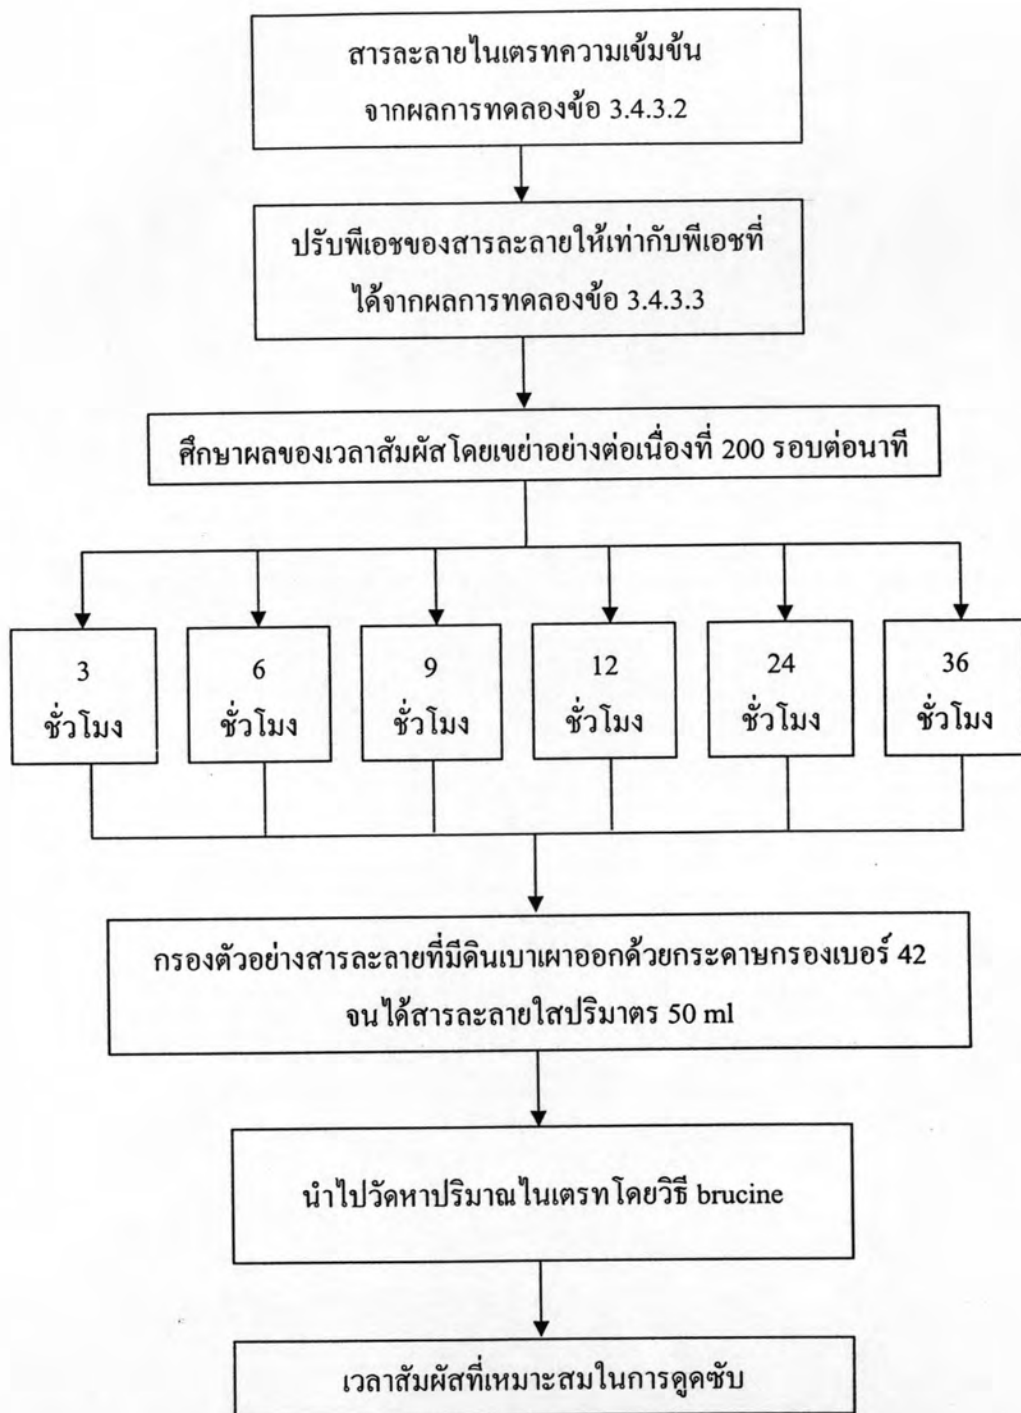 สารละลายไนเตรทความเข้มข้น
จากผลการทดลองข้อ 3.4.3.2
ปรับพีเอชของสารละลายให้เท่ากับพีเอชที่
ได้จากผลการทดลองข้อ 3.4.3.3
ศึกษาผลของเวลาสัมผัสโดยเขย่าอย่างต่อเนื่องที่ 200 รอบต่อนาที
3
ชั่วโมง
6
ชั่วโมง
9
ชั่วโมง
12
ชั่วโมง
24
ชั่วโมง
36
ชั่วโมง
กรองตัวอย่างสารละลายที่มีดินเบาเผาออกด้วยกระดาษกรองเบอร์ 42
จนได้สารละลายใสปริมาตร 50 ml
นำไปวัดหาปริมาณไนเตรทโดยวิธี brucine
เวลาสัมผัสที่เหมาะสมในการดูดซับ